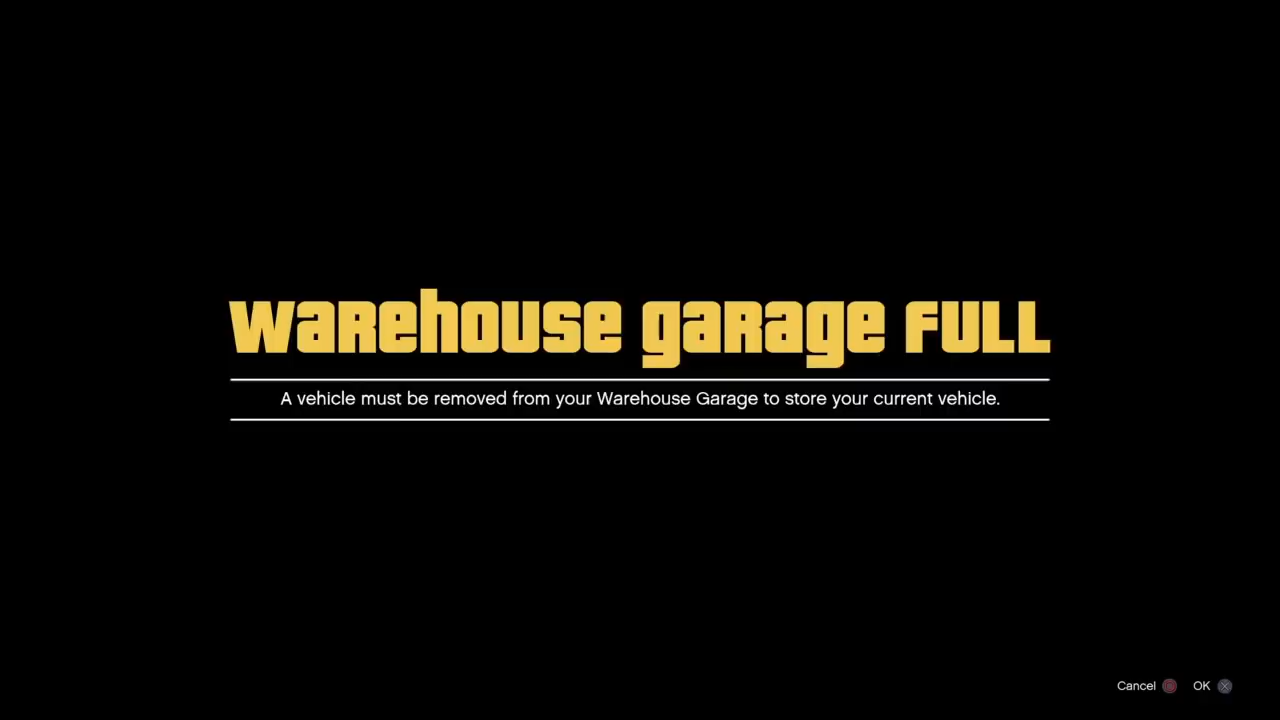 Warehouse Garage Full
A vehicle must be removed from your Warehouse Garage to store your current vehicle.
Cancel OK